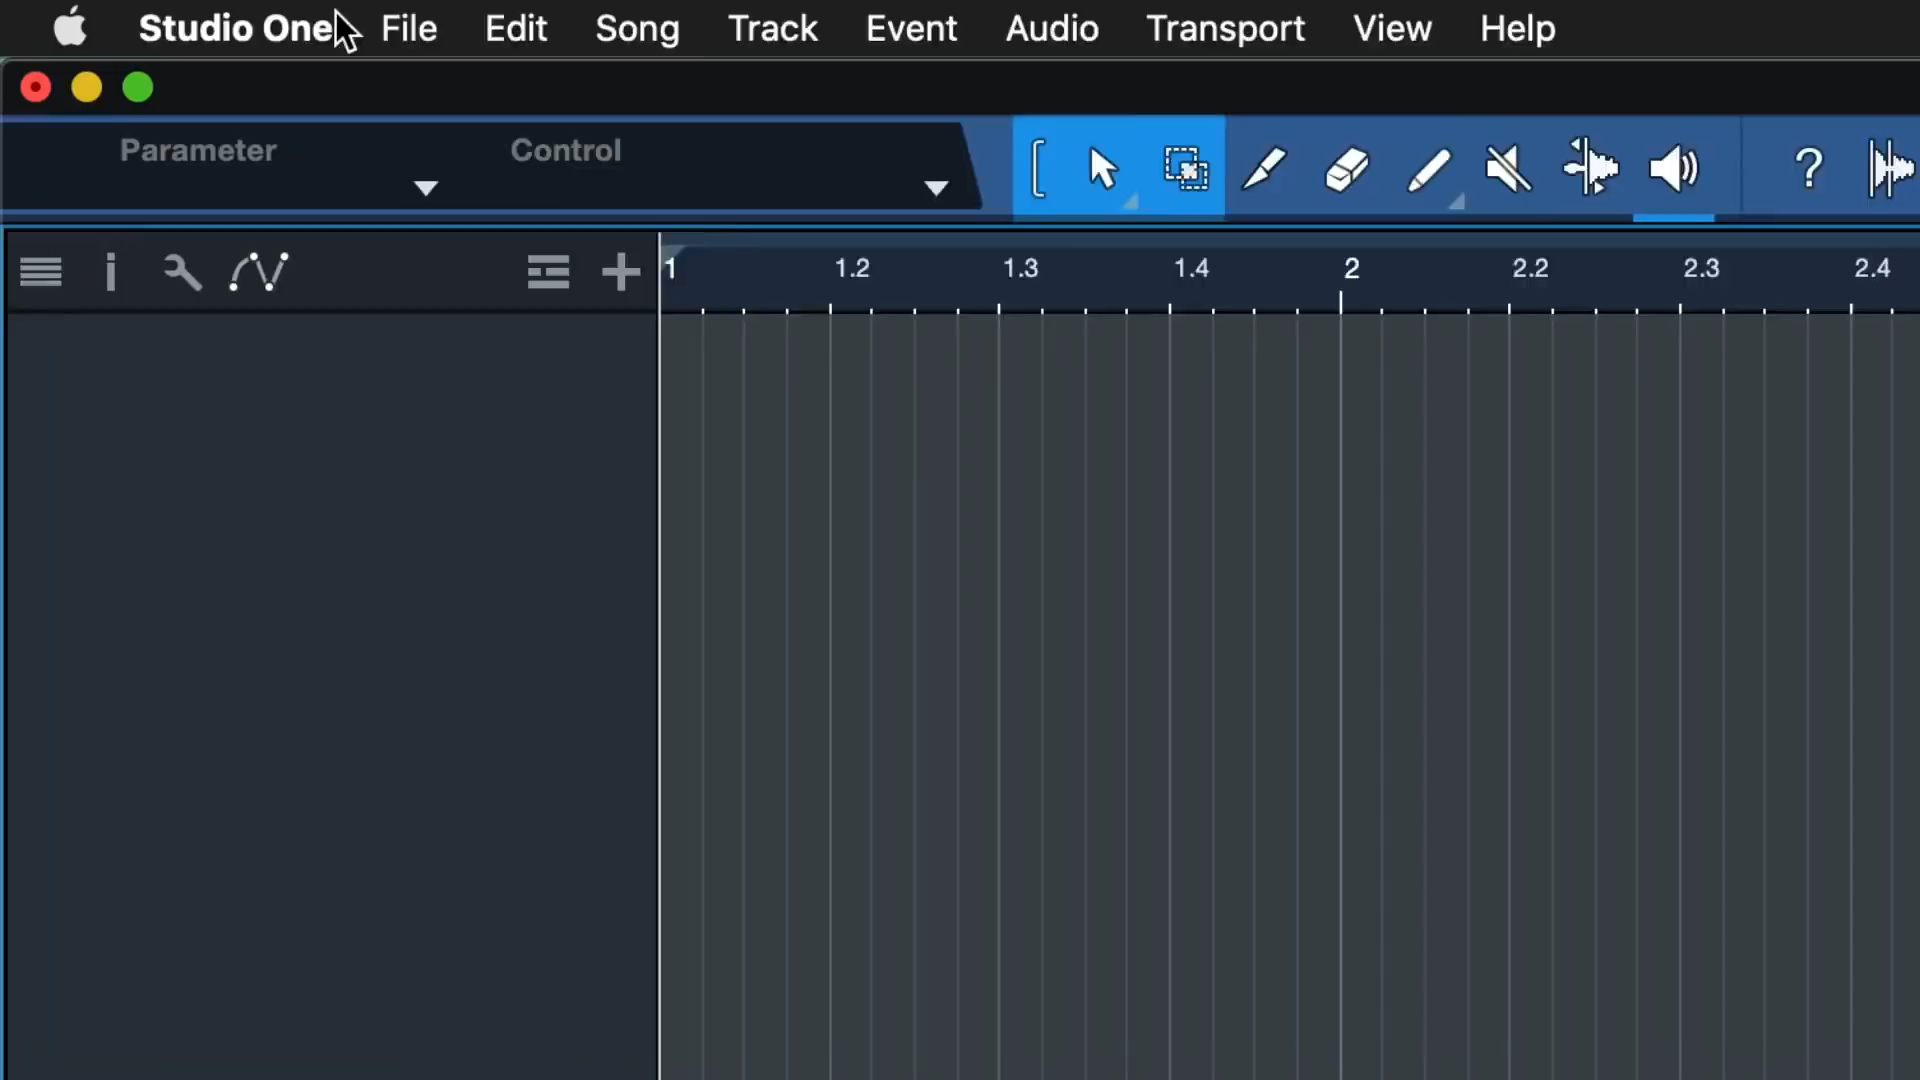 Studio One File Edit Song Track Event Audio Transport View Help
Parameter Control
?
i 1 1.2 1.3 1.4 2 2.2 2.3 2.4